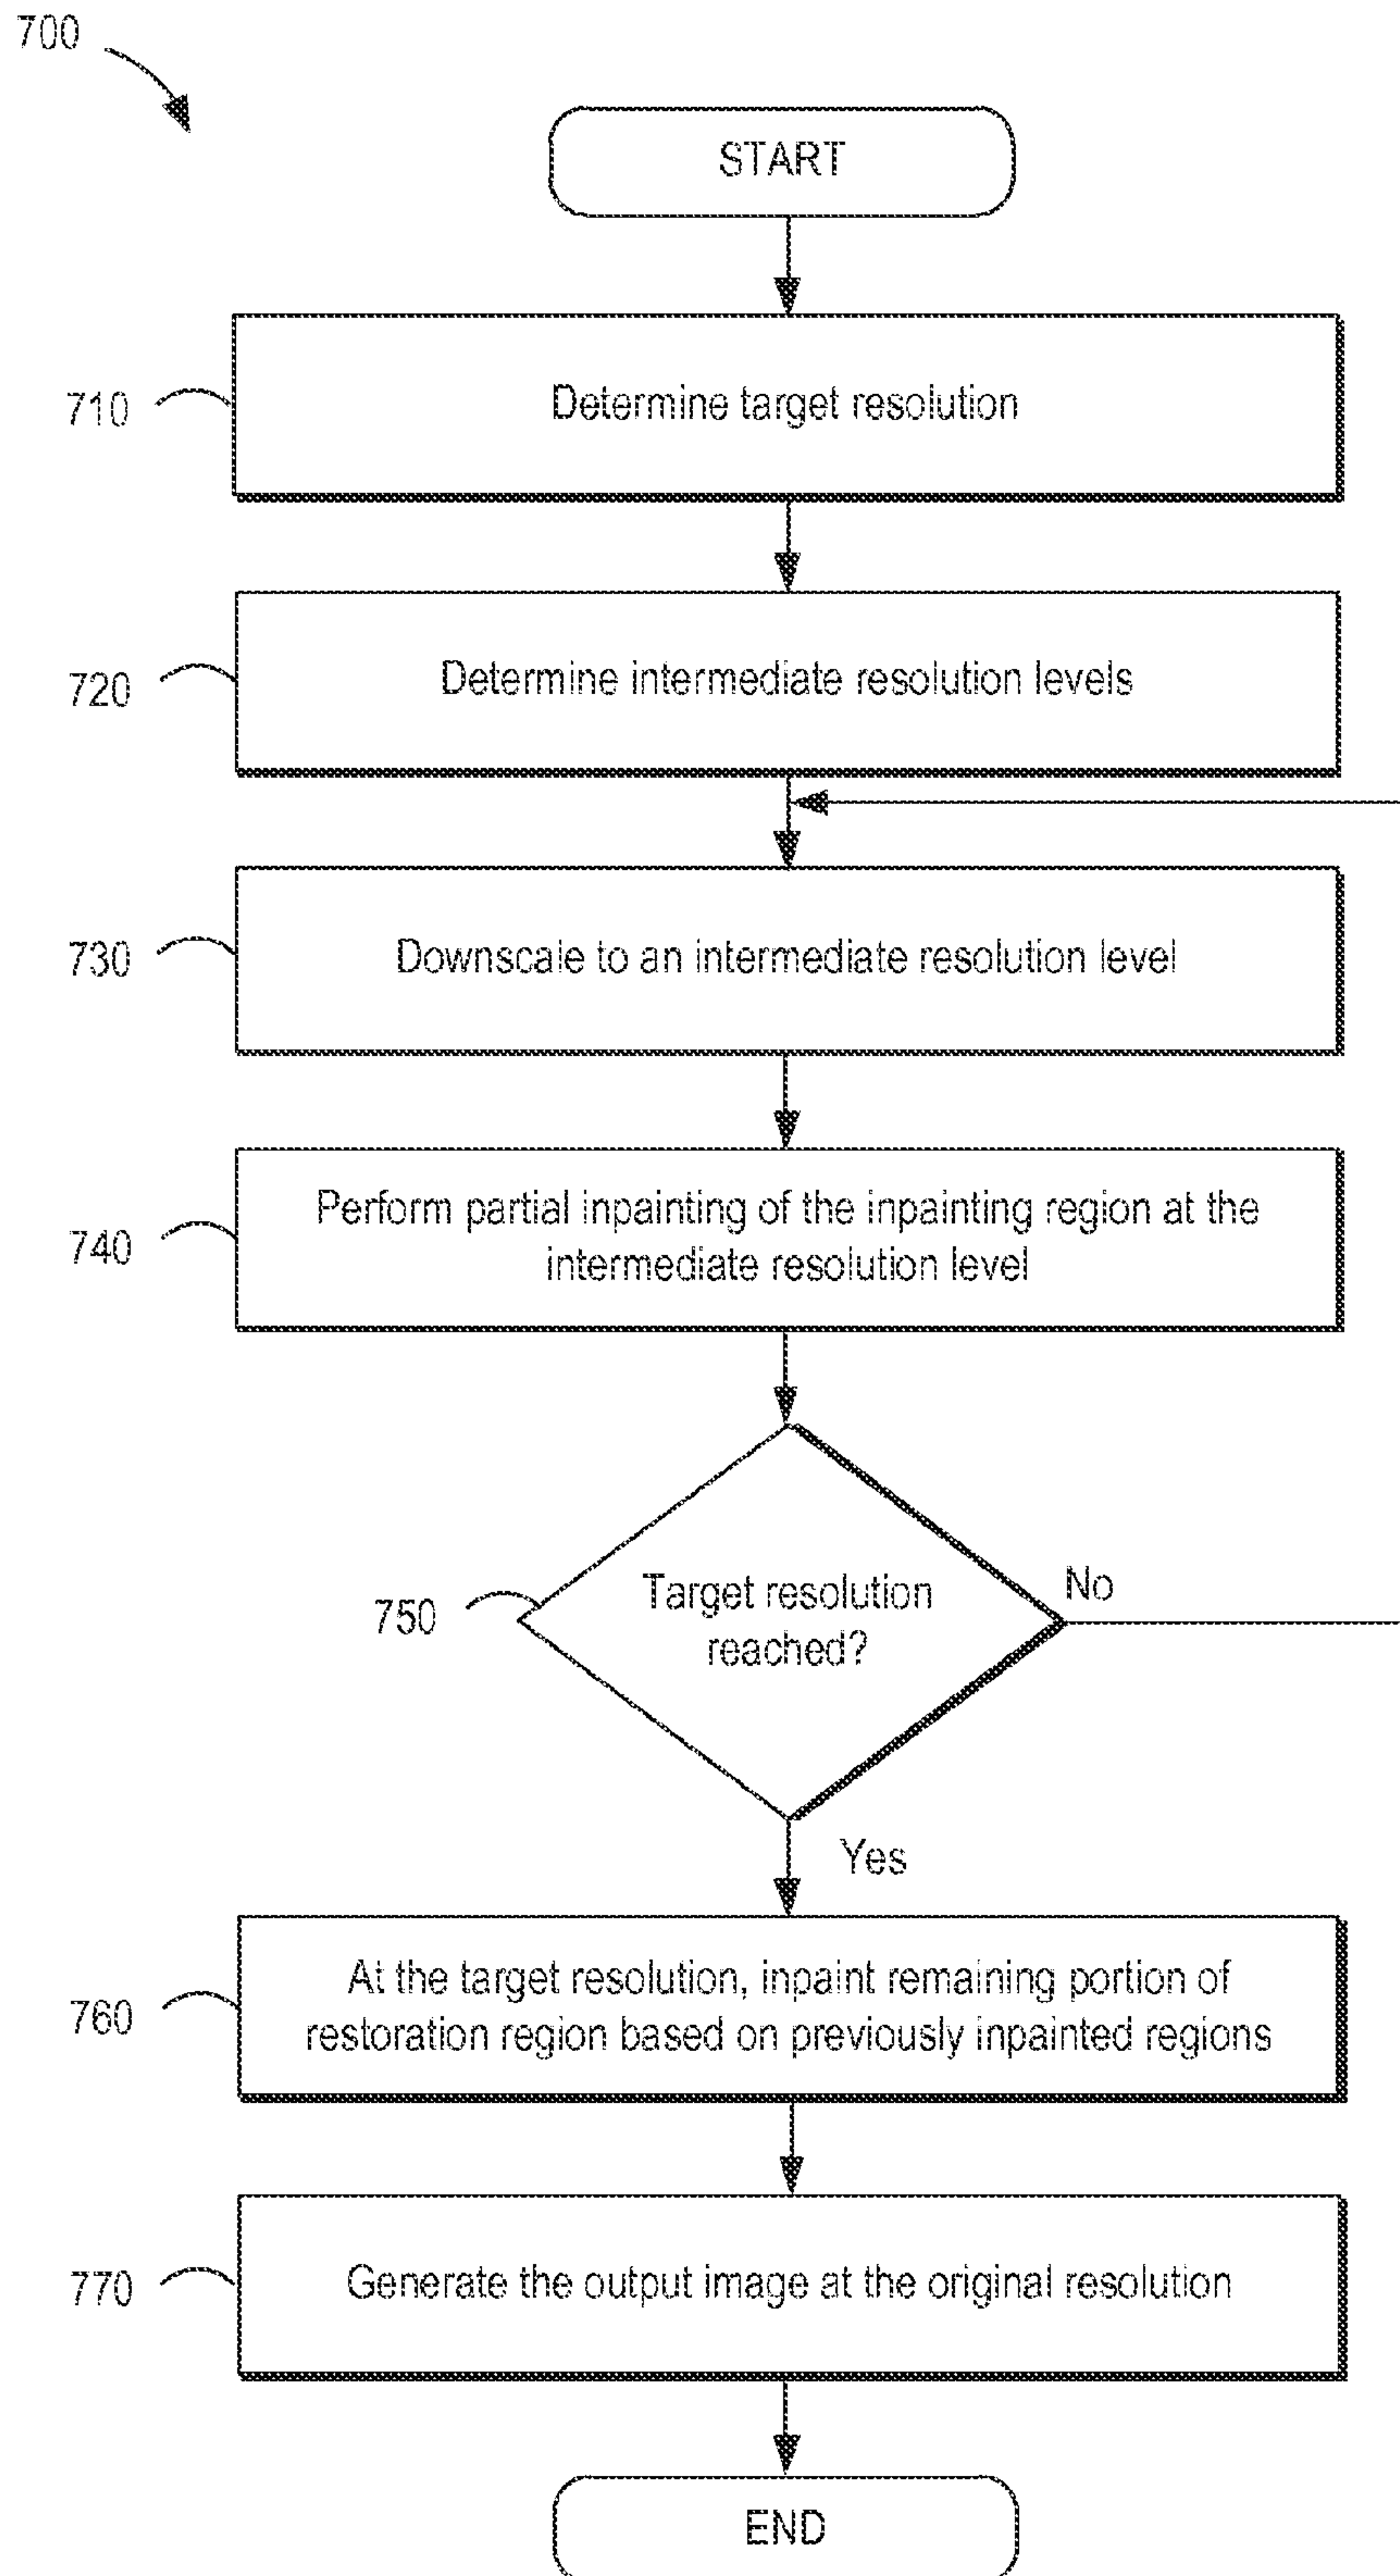 700
START
710
Determine target resolution
720
Determine intermediate resolution levels
730
Downscale to an intermediate resolution level
740
Perform partial inpainting of the inpainting region at the
intermediate resolution level
750
Target resolution
reached?
No
Yes
760
At the target resolution, inpaint remaining portion of
restoration region based on previously inpainted regions
770
Generate the output image at the original resolution
END